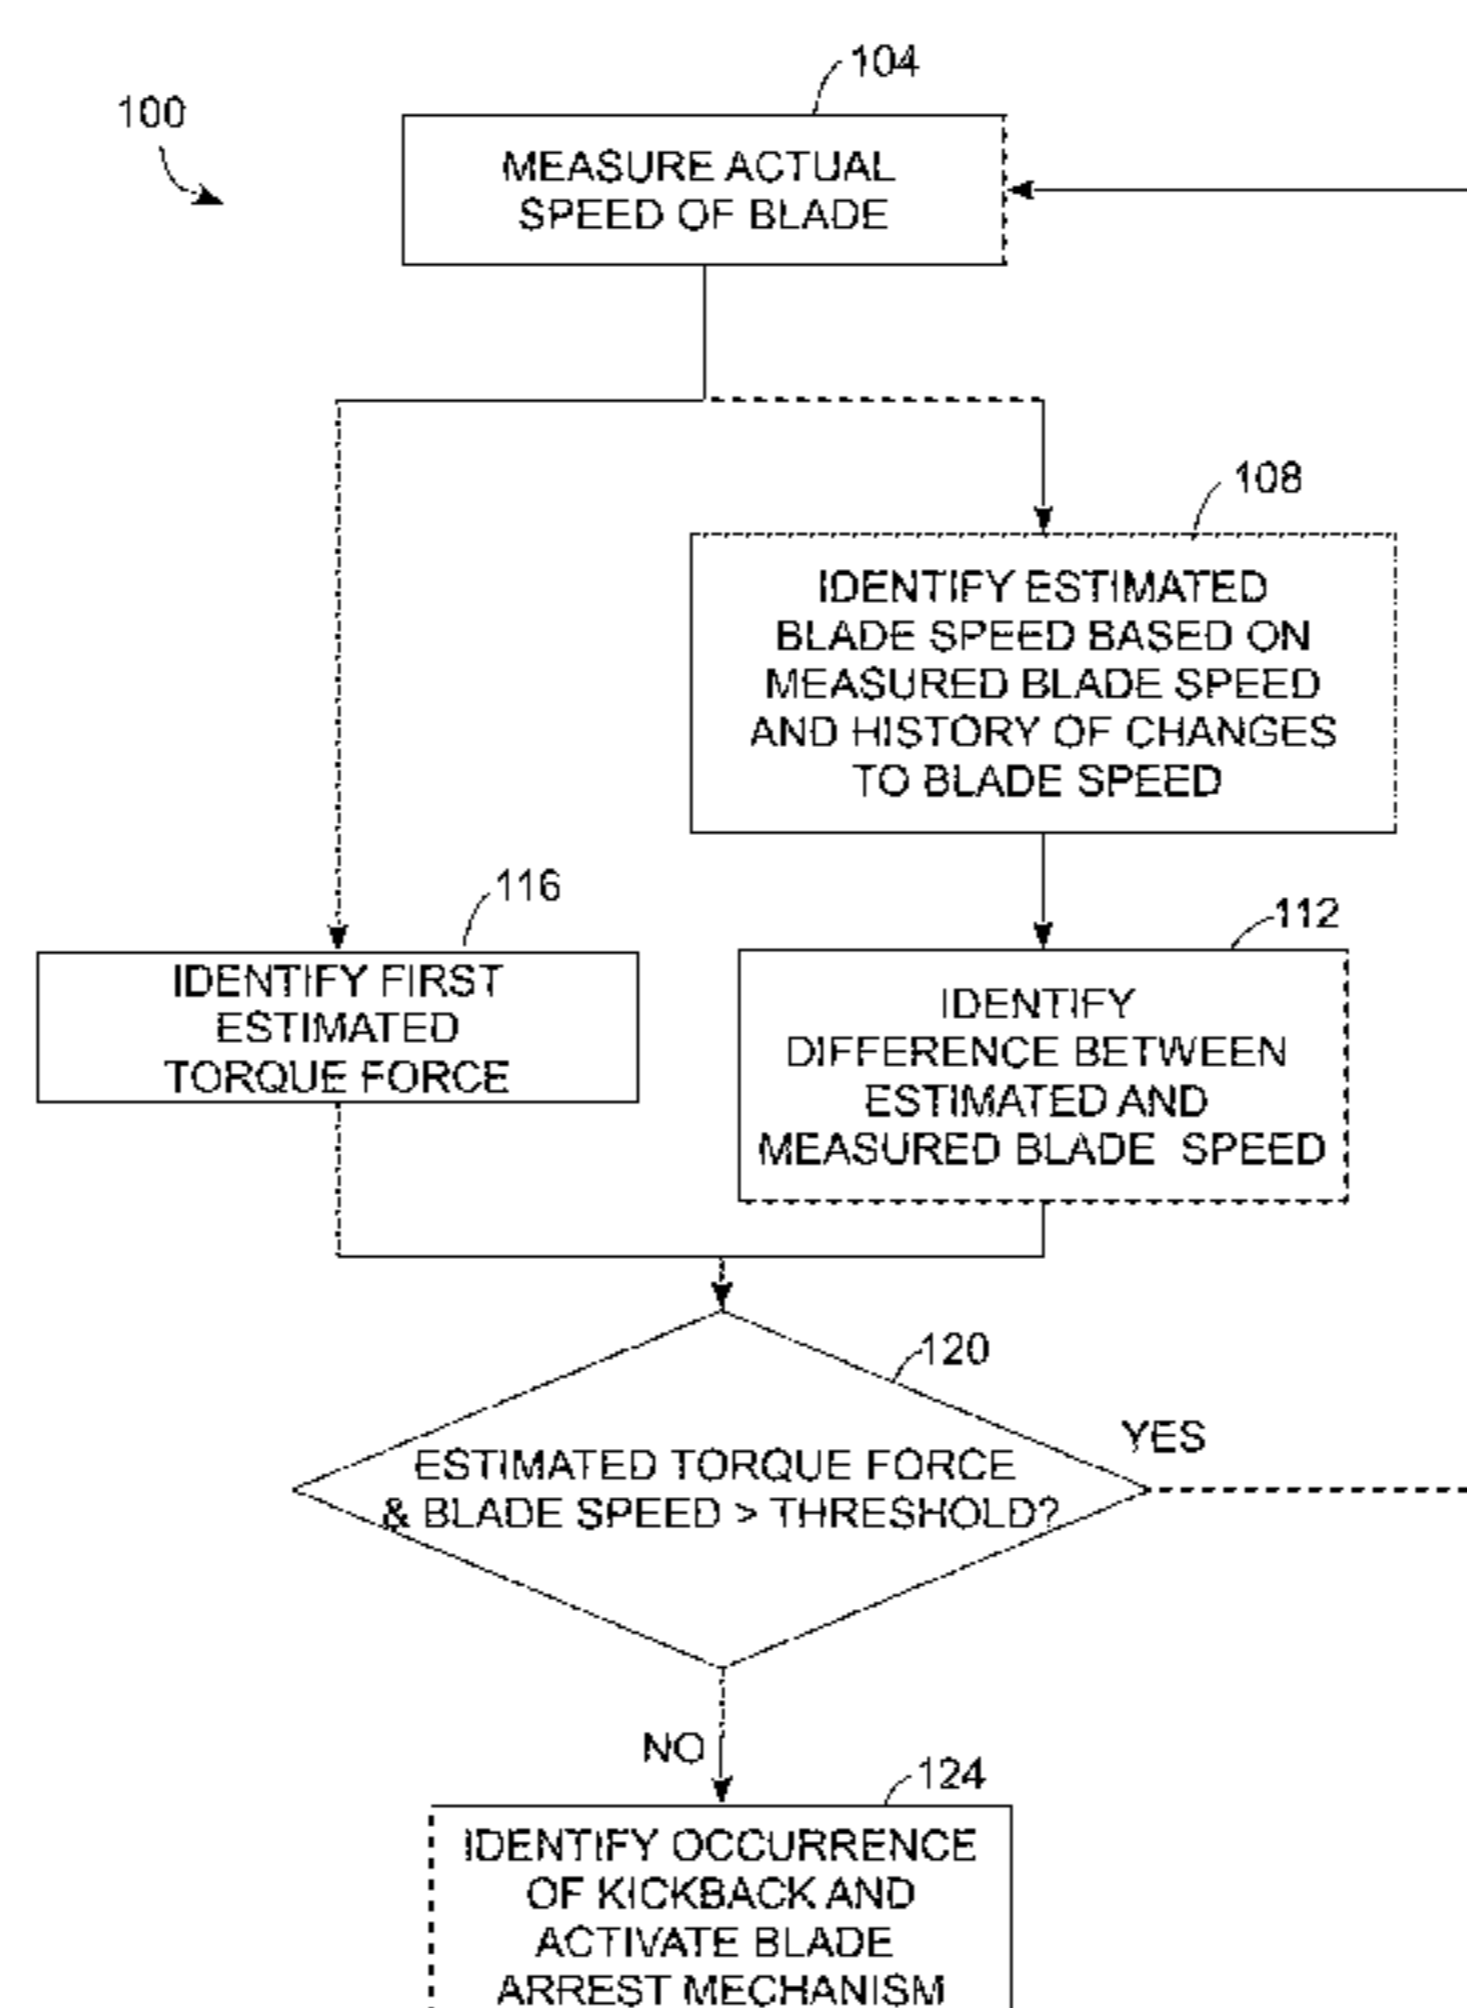 104
100
MEASURE ACTUAL
SPEED OF BLADE
108
IDENTIFY ESTIMATED
BLADE SPEED BASED ON
MEASURED BLADE SPEED
AND HISTORY OF CHANGES
TO BLADE SPEED
116
IDENTIFY FIRST
ESTIMATED
TORQUE FORCE
112
IDENTIFY
DIFFERENCE BETWEEN
ESTIMATED AND
MEASURED BLADE SPEED
120
ESTIMATED TORQUE FORCE
& BLADE SPEED > THRESHOLD?
YES
NO
124
IDENTIFY OCCURRENCE
OF KICKBACK AND
ACTIVATE BLADE
ARREST MECHANISM